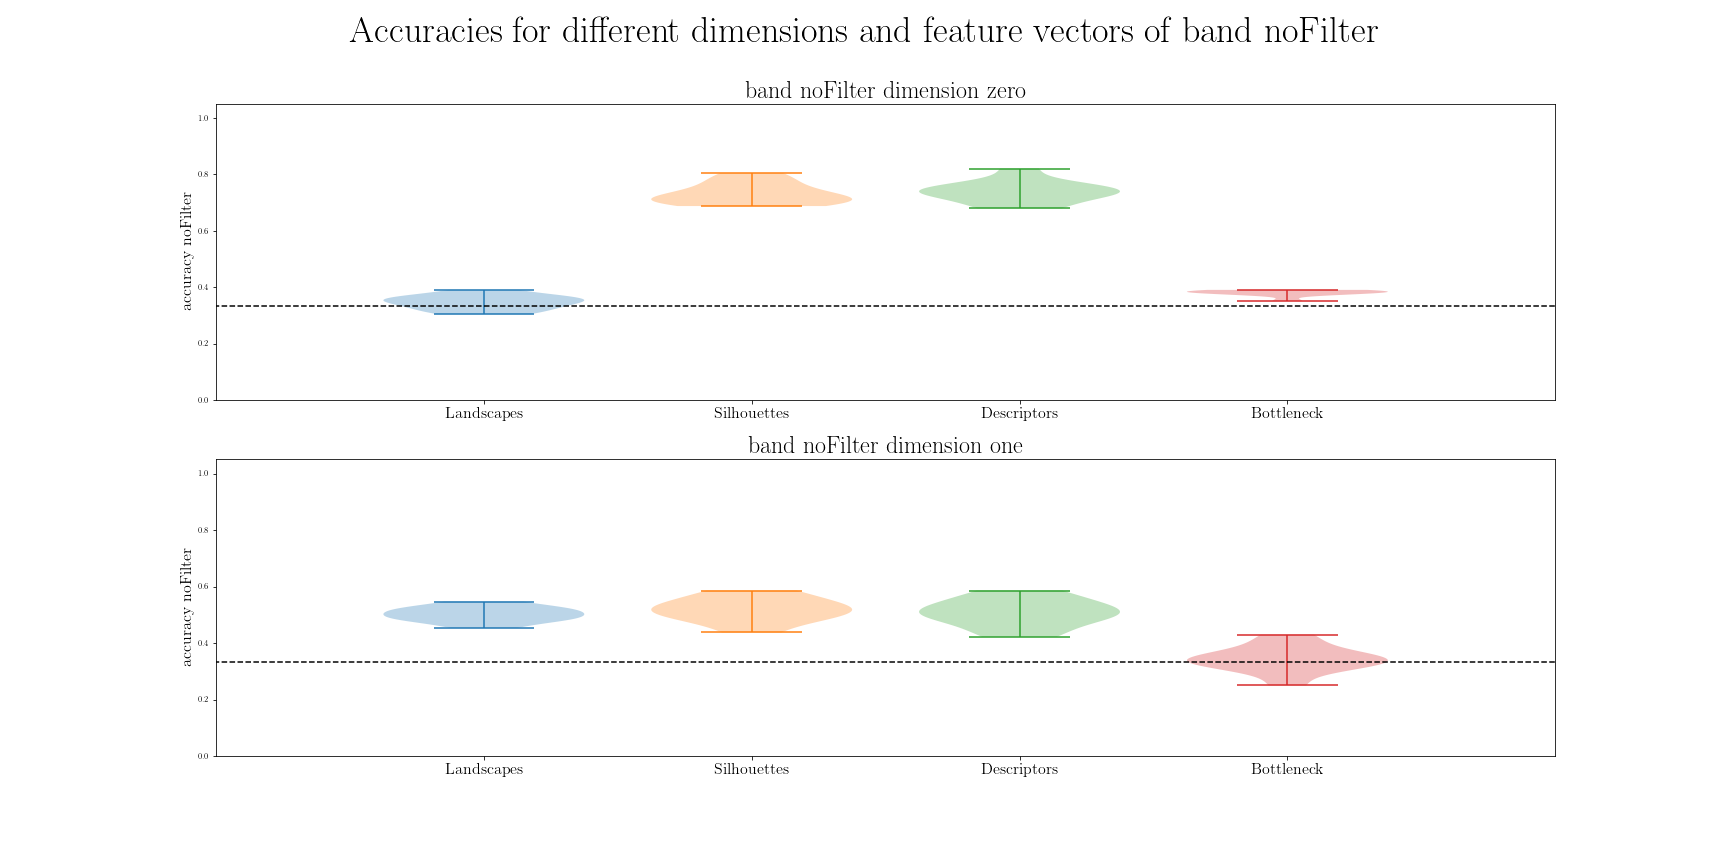 Accuracies for different dimensions and feature vectors of band noFilter
band noFilter dimension zero
accuracy noFilter
1.0
0.8
0.6
0.4
0.2
0.0
Landscapes Silhouettes Descriptors Bottleneck
band noFilter dimension one
accuracy noFilter
1.0
0.8
0.6
0.4
0.2
0.0
Landscapes Silhouettes Descriptors Bottleneck